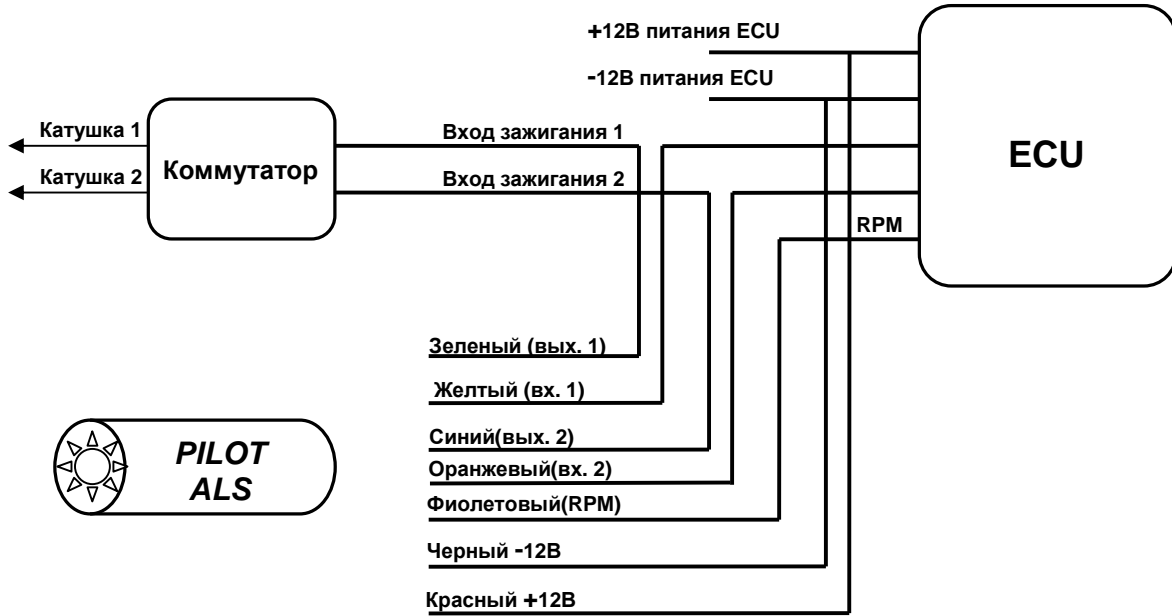 +12В питания ECU
-12В питания ECU
Катушка 1
Вход зажигания 1
Коммутатор
ECU
Катушка 2
Вход зажигания 2
RPM
Зеленый (вых. 1)
Желтый (вх. 1)
Синий(вых. 2)
Оранжевый(вх. 2)
Фиолетовый(RPM)
Черный -12В
Красный +12В
PILOT
ALS